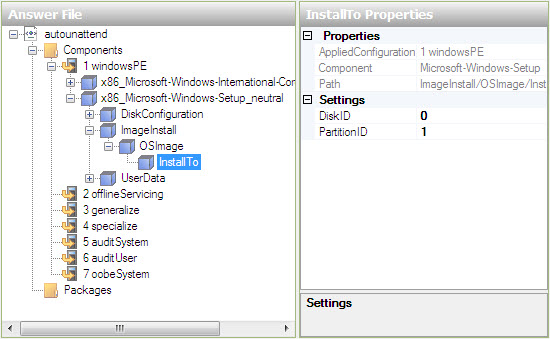 Answer File
autounattend
Components
1 windowsPE
x86_Microsoft-Windows-International-Cor
x86_Microsoft-Windows-Setup_neutral
DiskConfiguration
ImageInstall
OSImage
InstallTo
UserData
2 offlineServicing
3 generalize
4 specialize
5 auditSystem
6 auditUser
7 oobeSystem
Packages
InstallTo Properties
Properties
AppliedConfiguration 1 windowsPE
Component Microsoft-Windows-Setup
Path ImageInstall/OSImage/Inst
Settings
DiskID 0
PartitionID 1
Settings